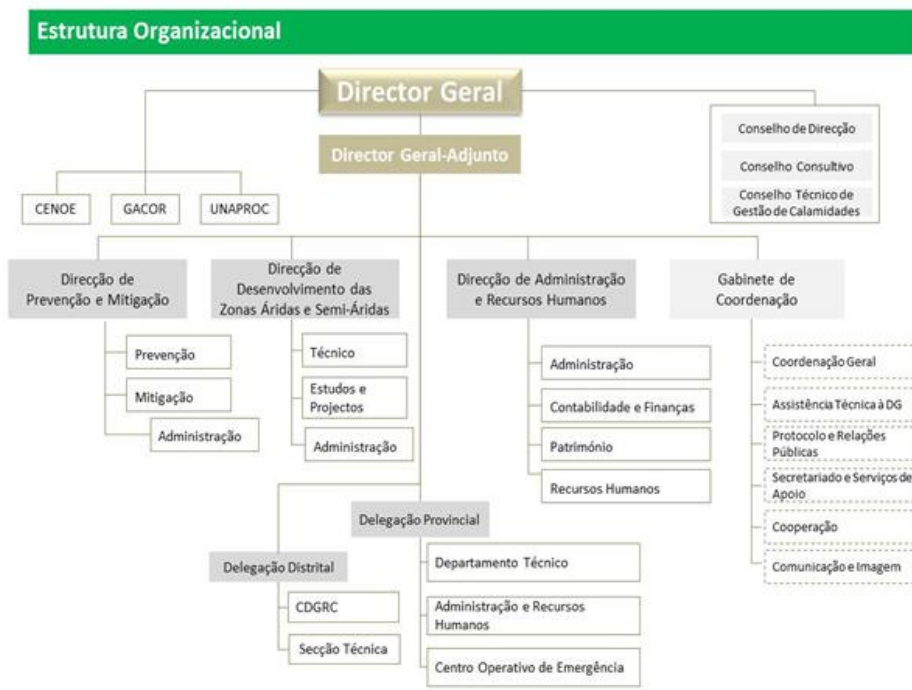 Estrutura Organizacional
Director Geral
Director Geral-Adjunto
Conselho de Direcção
Conselho Consultivo
Conselho Técnico de
Gestão de Calamidades
CENOE
GACOR
UNAPROC
Direcção de
Prevenção e Mitigação
Prevenção
Mitigação
Administração
Direcção de
Desenvolvimento das
Zonas Áridas e Semi-Áridas
Técnico
Estudos e
Projectos
Administração
Direcção de Administração
e Recursos Humanos
Administração
Contabilidade e Finanças
Património
Recursos Humanos
Gabinete de
Coordenação
Coordenação Geral
Assistência Técnica à DG
Protocolo e Relações
Públicas
Secretariado e Serviços de
Apoio
Cooperação
Comunicação e Imagem
Delegação Distrital
CDGRC
Secção Técnica
Delegação Provincial
Departamento Técnico
Administração e Recursos
Humanos
Centro Operativo de Emergência